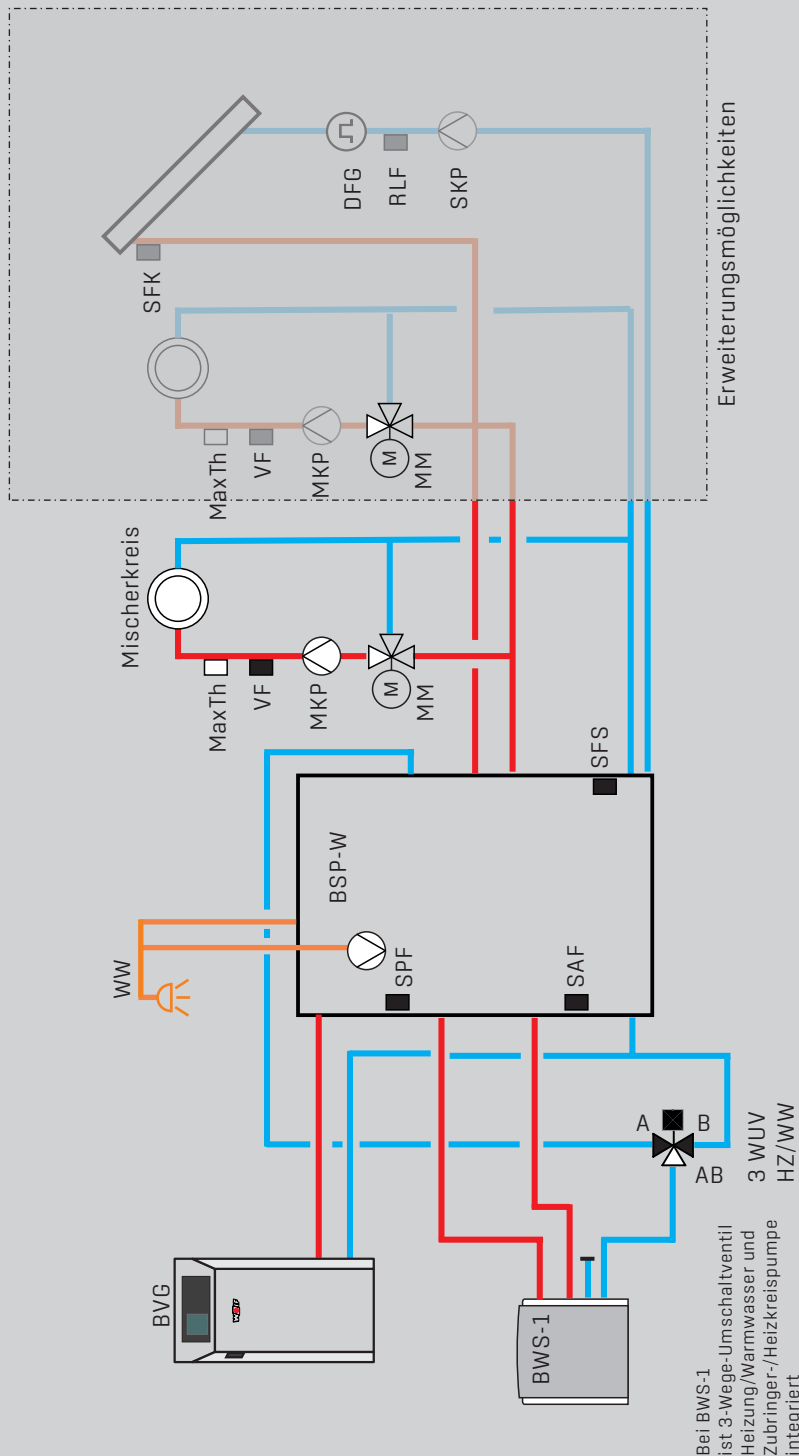 BVG
WOLF
WW
BSP-W
SPF
SAF
SFS
BWS-1
A
B
AB
3 WUV
HZ/WW
Bei BWS-1
ist 3-Wege-Umschaltventil
Heizung/Warmwasser und
Zubringer-/Heizkreispumpe
integriert
Mischerkreis
MaxTh
VF
MKP
M
MM
MaxTh
VF
MKP
M
MM
SFK
DFG
RLF
SKP
Erweiterungsmöglichkeiten